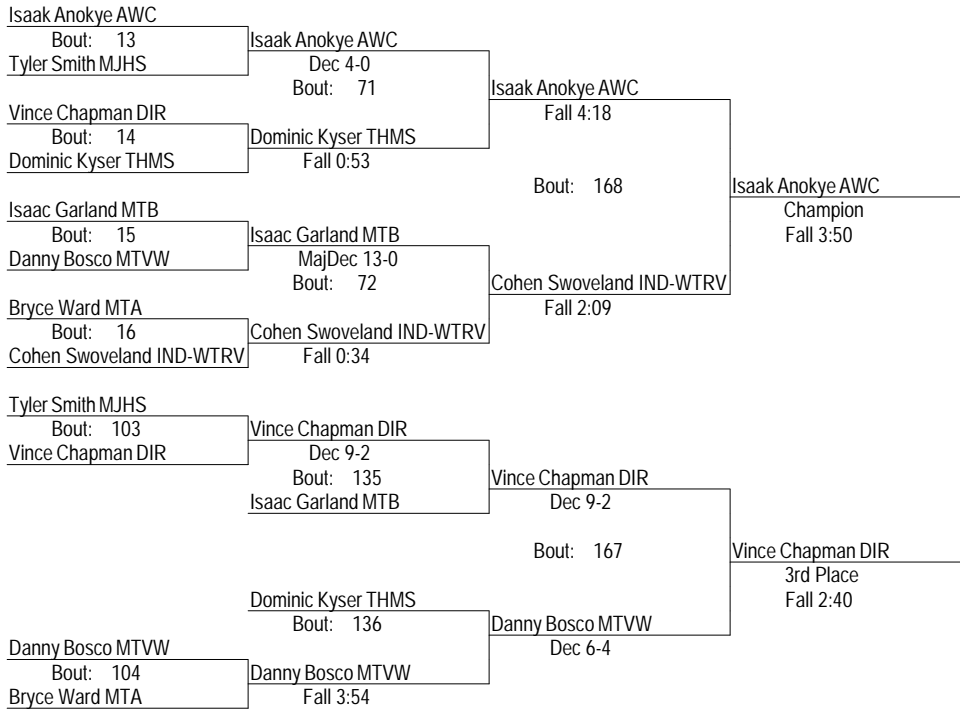 Isaak Anokye AWC
Bout: 13
Isaak Anokye AWC
Tyler Smith MJHS
Dec 4-0
Bout: 71
Isaak Anokye AWC
Vince Chapman DIR
Fall 4:18
Bout: 14
Dominic Kyser THMS
Dominic Kyser THMS
Fall 0:53
Bout: 168
Isaak Anokye AWC
Isaac Garland MTB
Champion
Bout: 15
Isaac Garland MTB
Fall 3:50
Danny Bosco MTVW
MajDec 13-0
Bout: 72
Cohen Swoveland IND-WTRV
Bryce Ward MTA
Fall 2:09
Bout: 16
Cohen Swoveland IND-WTRV
Cohen Swoveland IND-WTRV
Fall 0:34
Tyler Smith MJHS
Bout: 103
Vince Chapman DIR
Vince Chapman DIR
Dec 9-2
Bout: 135
Vince Chapman DIR
Isaac Garland MTB
Dec 9-2
Bout: 167
Vince Chapman DIR
3rd Place
Dominic Kyser THMS
Fall 2:40
Bout: 136
Danny Bosco MTVW
Danny Bosco MTVW
Dec 6-4
Bout: 104
Danny Bosco MTVW
Bryce Ward MTA
Fall 3:54